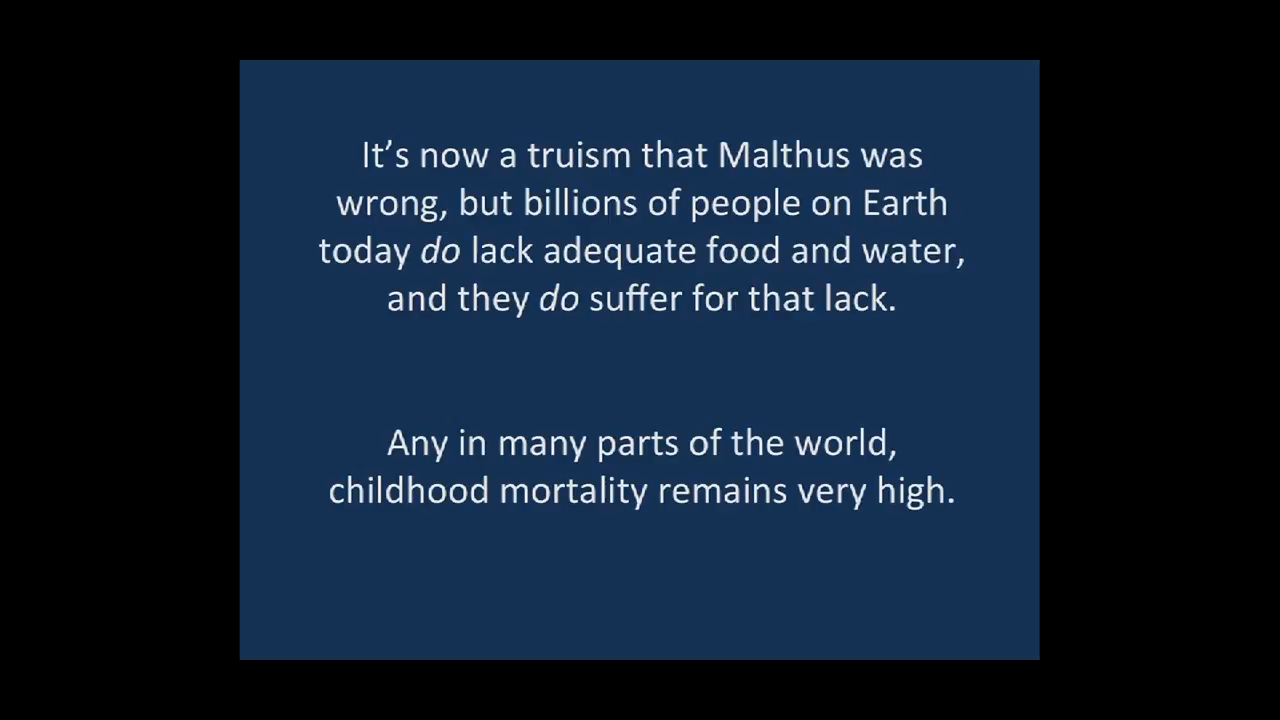 It’s now a truism that Malthus was
wrong, but billions of people on Earth
today do lack adequate food and water,
and they do suffer for that lack.
Any in many parts of the world,
childhood mortality remains very high.